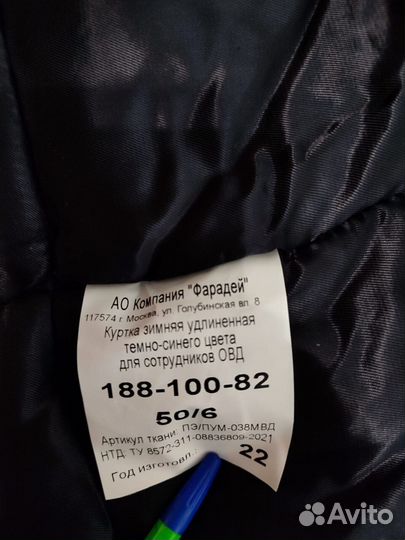 АО Компания "Фарадей"
117574 г. Москва, ул. Голубинская вл. 8
Куртка зимняя удлиненная
темно-синего цвета
для сотрудников ОВД
188-100-82
50/6
Артикул ткани: ПЭ/ПУМ-038МВД
НТД: ТУ 8572-311-08836809-2021
Год изготовл.: 22
Avito